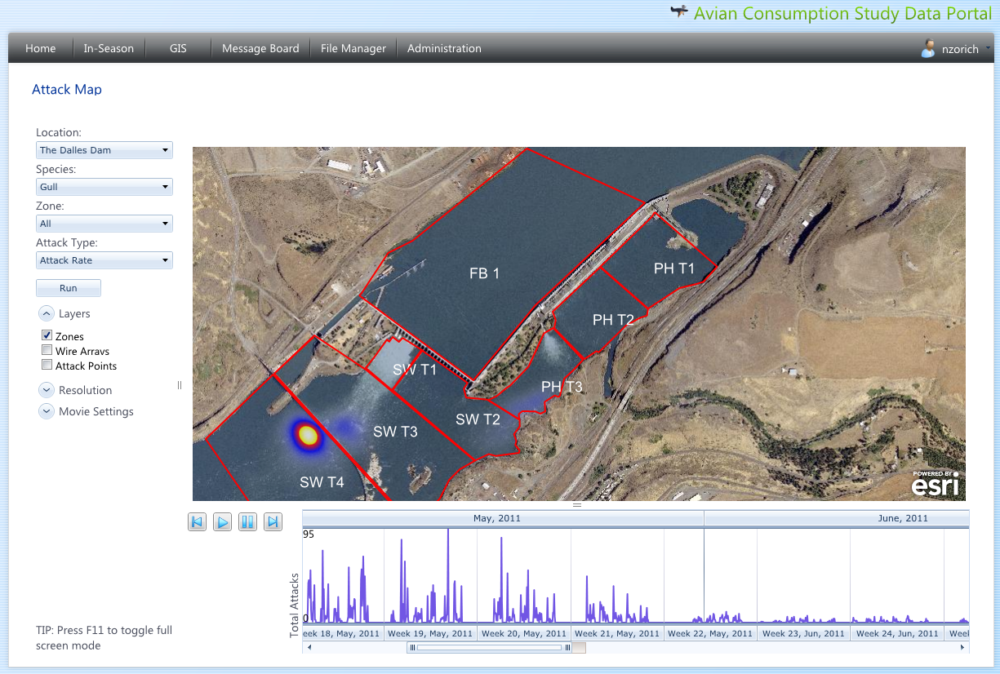 Avian Consumption Study Data Portal
Home In-Season GIS Message Board File Manager Administration nzorich
Attack Map
Location:
The Dalles Dam
Species:
Gull
Zone:
All
Attack Type:
Attack Rate
Run
Layers
Zones
Wire Arravs
Attack Points
Resolution
Movie Settings
TIP: Press F11 to toggle full
screen mode
FB 1
PH T1
PH T2
SW T1
PH T3
SW T2
SW T3
SW T4
POWERED BY
esri
May, 2011 June, 2011
95
Total Attacks
0
eek 18, May, 2011 Week 19, May, 2011 Week 20, May, 2011 Week 21, May, 2011 Week 22, May, 2011 Week 23, Jun, 2011 Week 24, Jun, 2011 Weel